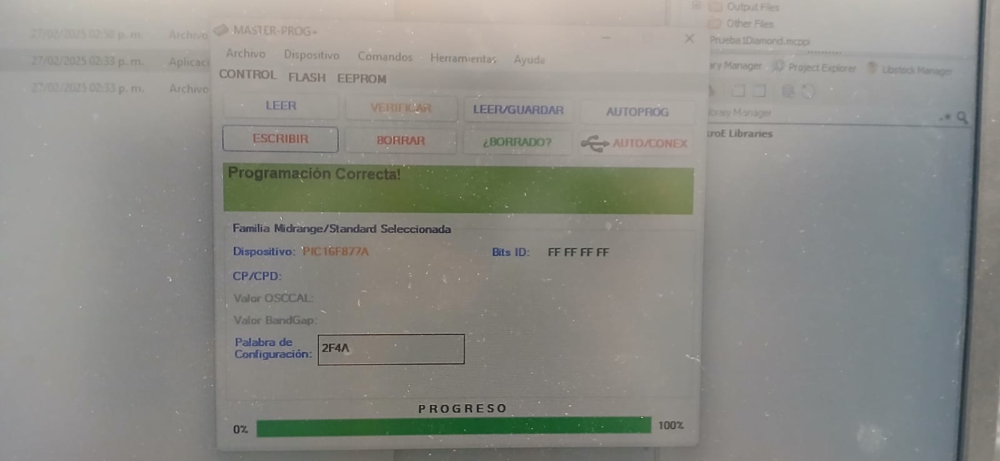 27/02/2025 02:58 p. m. Archivo
27/02/2025 02:33 p. m. Aplicaci
27/02/2025 02:33 p. m. Archivo
MASTER-PROG+
Archivo Dispositivo Comandos Herramientas Ayuda
CONTROL FLASH EEPROM
LEER VERIFICAR LEER/GUARDAR AUTOPROG
ESCRIBIR BORRAR ¿BORRADO? AUTO/CONEX
Programación Correcta!
Familia Midrange/Standard Seleccionada
Dispositivo: PIC16F877A Bits ID: FF FF FF FF
CP/CPD:
Valor OSCCAL:
Valor BandGap:
Palabra de
Configuración: 2F4A
PROGRESO
0% 100%
Output Files
Other Files
Prueba1Diamond.mcppi
ary Manager Project Explorer Libstock Manager
ibrary Manager
kroE Libraries